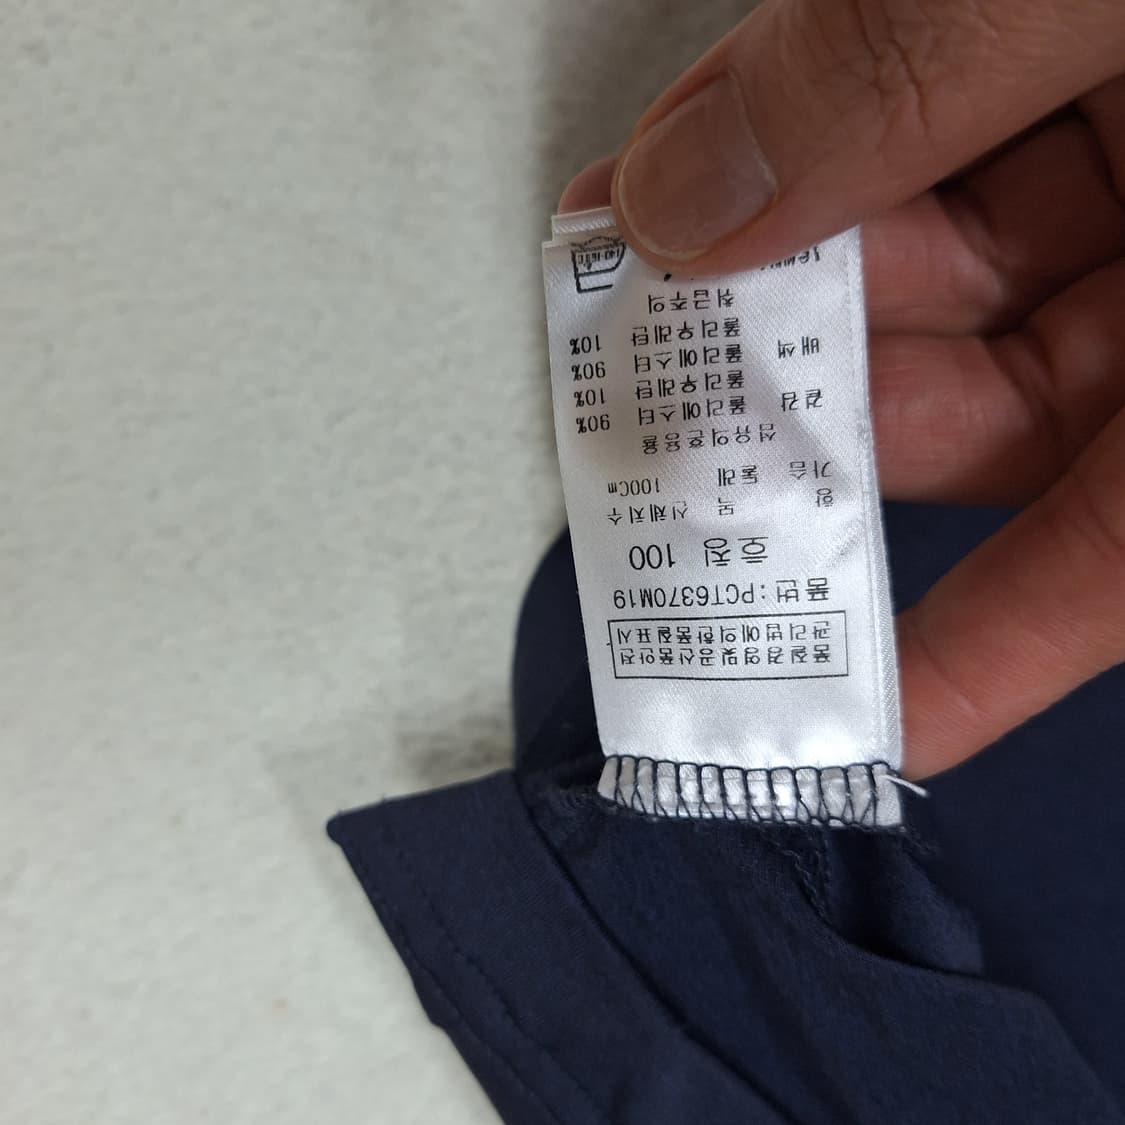 품질경영및공산품안전
관리법에의한품질표시
품번:PCT6370M19
호칭 100
항 목 신체치수
가슴 둘레 100Cm
섬유의혼용율
겉감 폴리에스터 90%
폴리우레탄 10%
배색 폴리에스터 90%
폴리우레탄 10%
취급주의